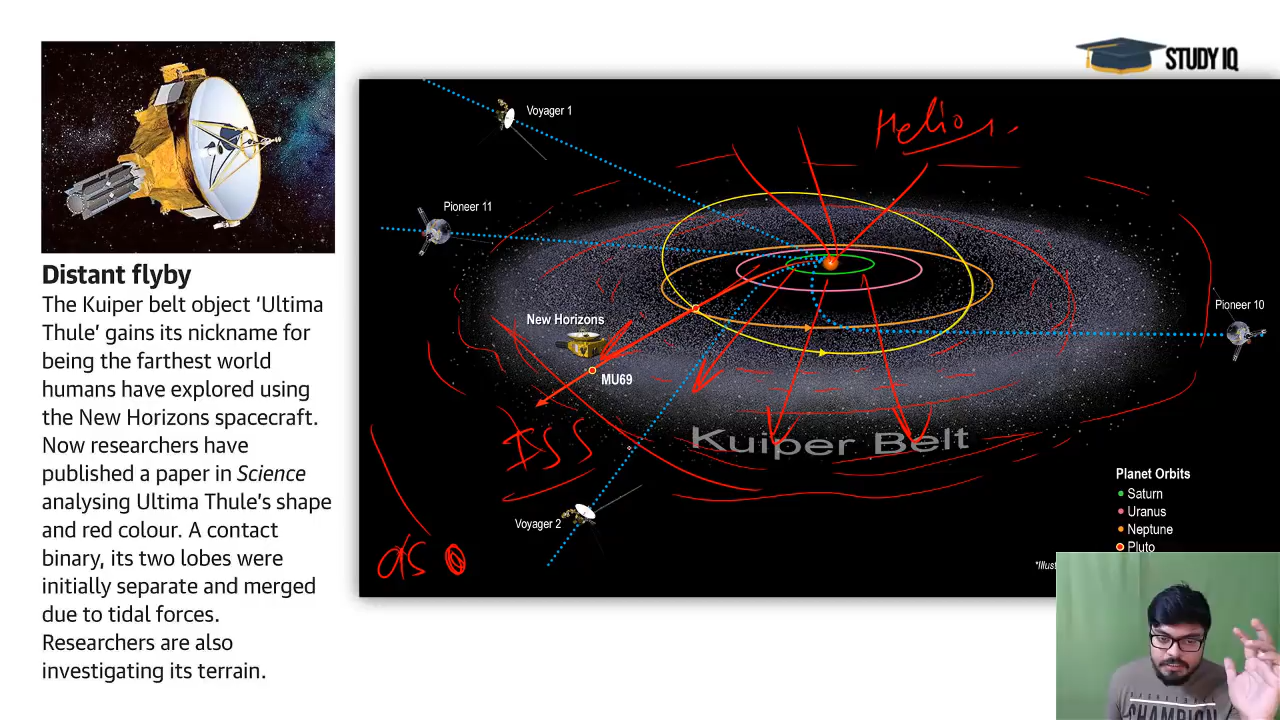 STUDY IQ
Distant flyby
The Kuiper belt object ‘Ultima
Thule’ gains its nickname for
being the farthest world
humans have explored using
the New Horizons spacecraft.
Now researchers have
published a paper in Science
analysing Ultima Thule’s shape
and red colour. A contact
binary, its two lobes were
initially separate and merged
due to tidal forces.
Researchers are also
investigating its terrain.
Voyager 1
Helios
Pioneer 11
Pioneer 10
New Horizons
MU69
ISS
Kuiper Belt
Voyager 2
Planet Orbits
Saturn
Uranus
Neptune
Pluto
CHAMPION